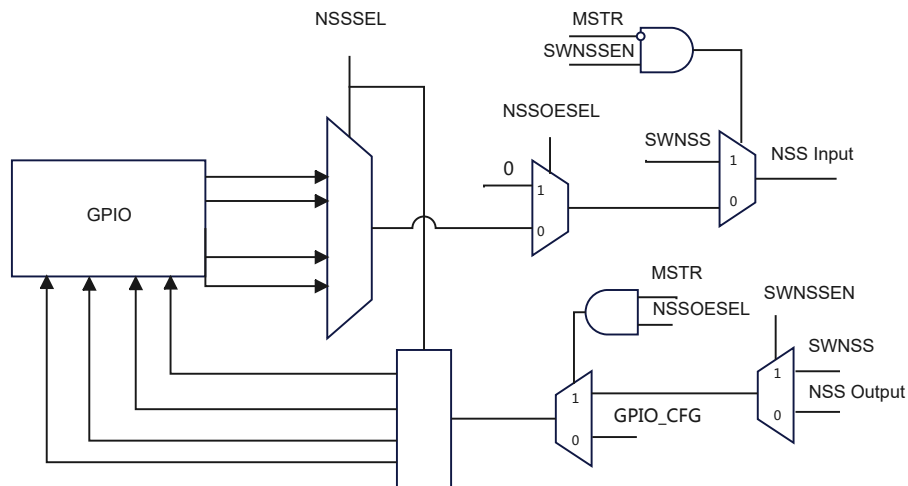 NSSSEL
MSTR
SWNSSEN
NSSOESEL
SWNSS
NSS Input
0
1
1
0
0
GPIO
MSTR
NSSOESEL
SWNSSEN
SWNSS
1
NSS Output
1
GPIO_CFG
0
0